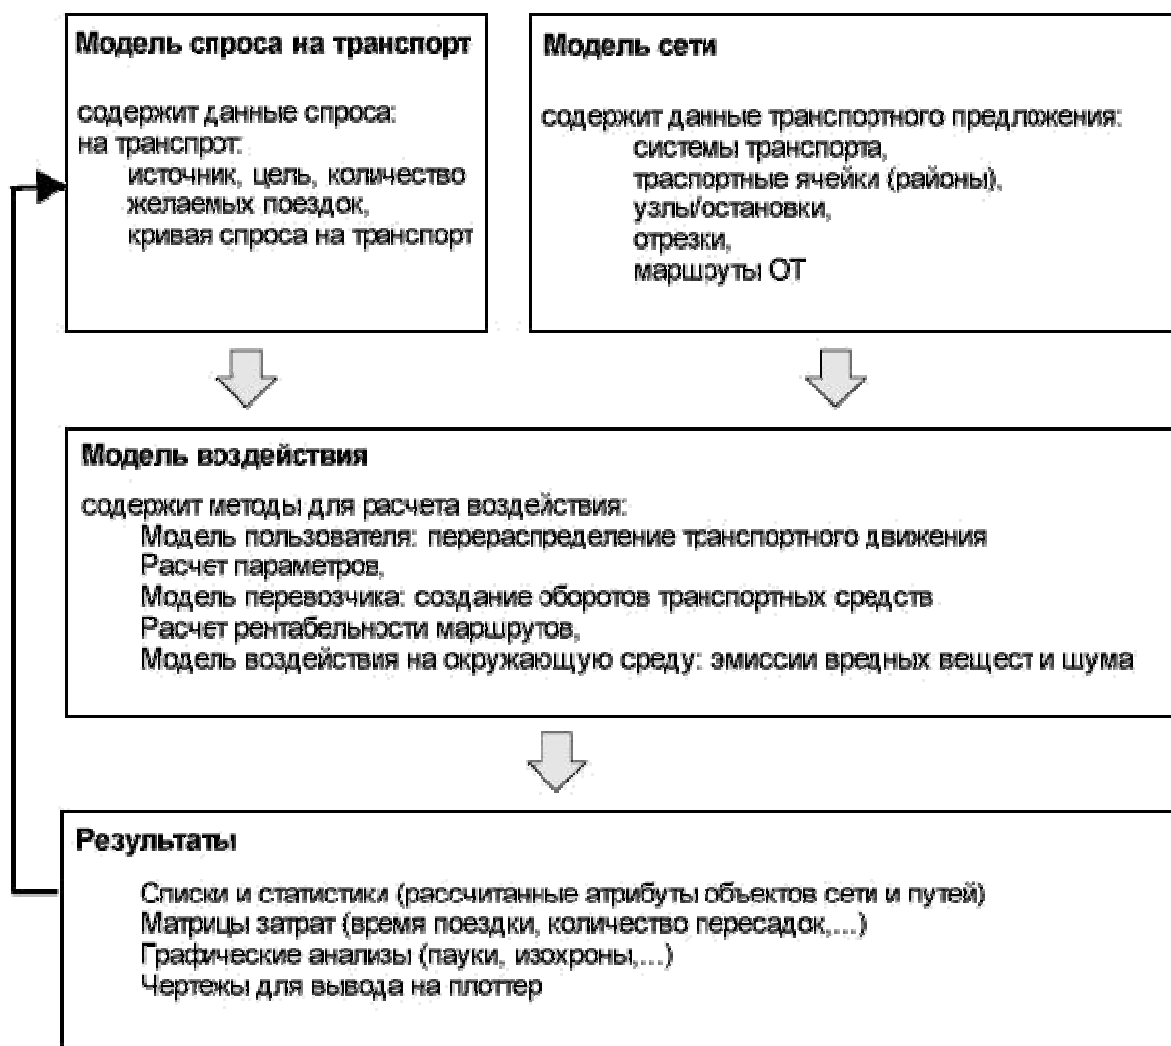 Модель спроса на транспорт
содержит данные спроса:
на транспрот:
источник, цель, количество
желаемых поездок,
кривая спроса на транспорт
Модель сети
содержит данные транспортного предложения:
системы транспорта,
траспортные ячейки (районы),
узлы/остановки,
отрезки,
маршруты ОТ
Модель воздействия
содержит методы для расчета воздействия:
Модель пользователя: перераспределение транспортного движения
Расчет параметров,
Модель перевозчика: создание оборотов транспортных средств
Расчет рентабельности маршрутов,
Модель воздействия на окружающую среду: эмиссии вредных вещест и шума
Результаты
Списки и статистики (рассчитанные атрибуты объектов сети и путей)
Матрицы затрат (время поездки, количество пересадок,...)
Графические анализы (пауки, изохроны,...)
Чертежы для вывода на плоттер